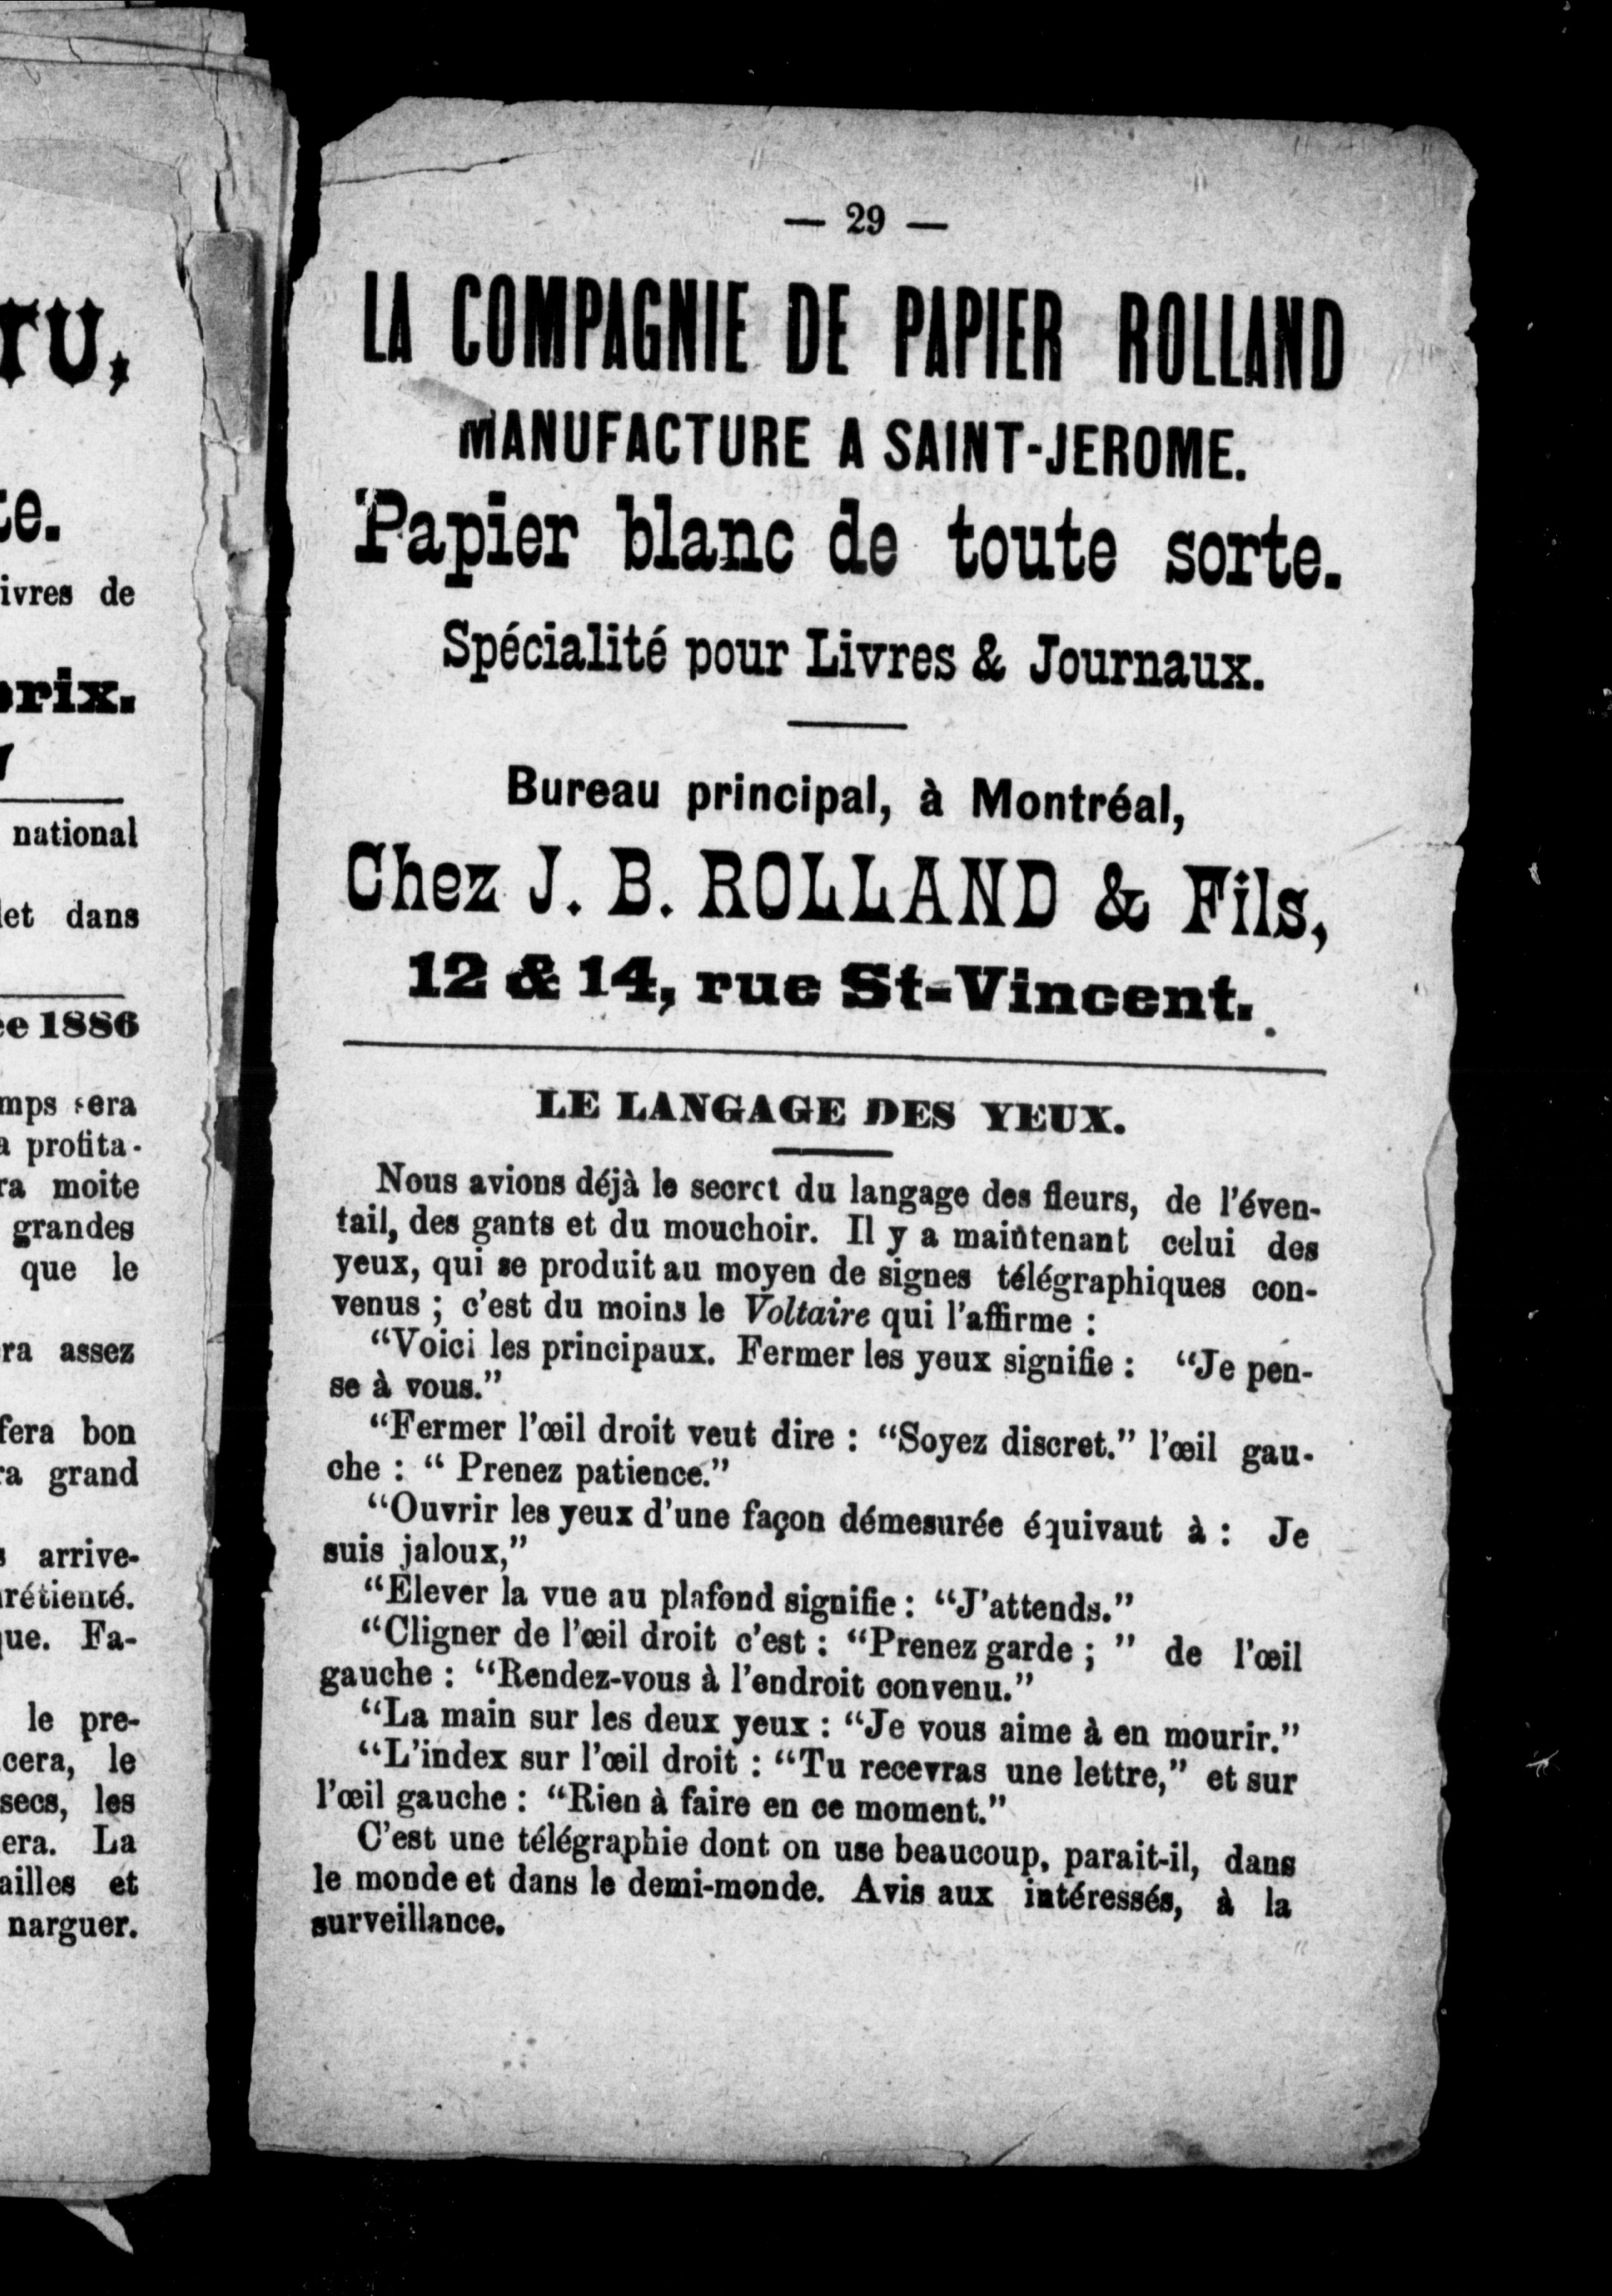 TU,
te.
ivres de
prix.
national
let dans
1886
sera
profita-
ra moite
grandes
que le
ra assez
fera bon
ra grand
arrive-
rétienté.
que. Fa-
le pre-
cera, le
secs, les
era. La
ailles et
narguer.
— 29 —
LA COMPAGNIE DE PAPIER ROLLAND
MANUFACTURE A SAINT-JEROME.
Papier blanc de toute sorte.
Spécialité pour Livres & Journaux.
Bureau principal, à Montréal,
Chez J. B. ROLLAND & Fils,
12 & 14, rue St-Vincent.
LE LANGAGE DES YEUX.
Nous avions déjà le secret du langage des fleurs, de l'éven-
tail, des gants et du mouchoir. Il y a maintenant celui des
yeux, qui se produit au moyen de signes télégraphiques con-
venus ; c'est du moins le Voltaire qui l'affirme :
“Voici les principaux. Fermer les yeux signifie : “Je pen-
se à vous.”
“Fermer l'œil droit veut dire : “Soyez discret.” l'œil gau-
che : “ Prenez patience.”
“Ouvrir les yeux d'une façon démesurée équivaut à : Je
suis jaloux,”
“Élever la vue au plafond signifie : “J'attends.”
“Cligner de l'œil droit c'est : “Prenez garde ; ” de l'œil
gauche : “Rendez-vous à l'endroit convenu.”
“La main sur les deux yeux : “Je vous aime à en mourir.”
“L'index sur l'œil droit : “Tu recevras une lettre,” et sur
l'œil gauche : “Rien à faire en ce moment.”
C'est une télégraphie dont on use beaucoup, parait-il, dans
le monde et dans le demi-monde. Avis aux intéressés, à la
surveillance.